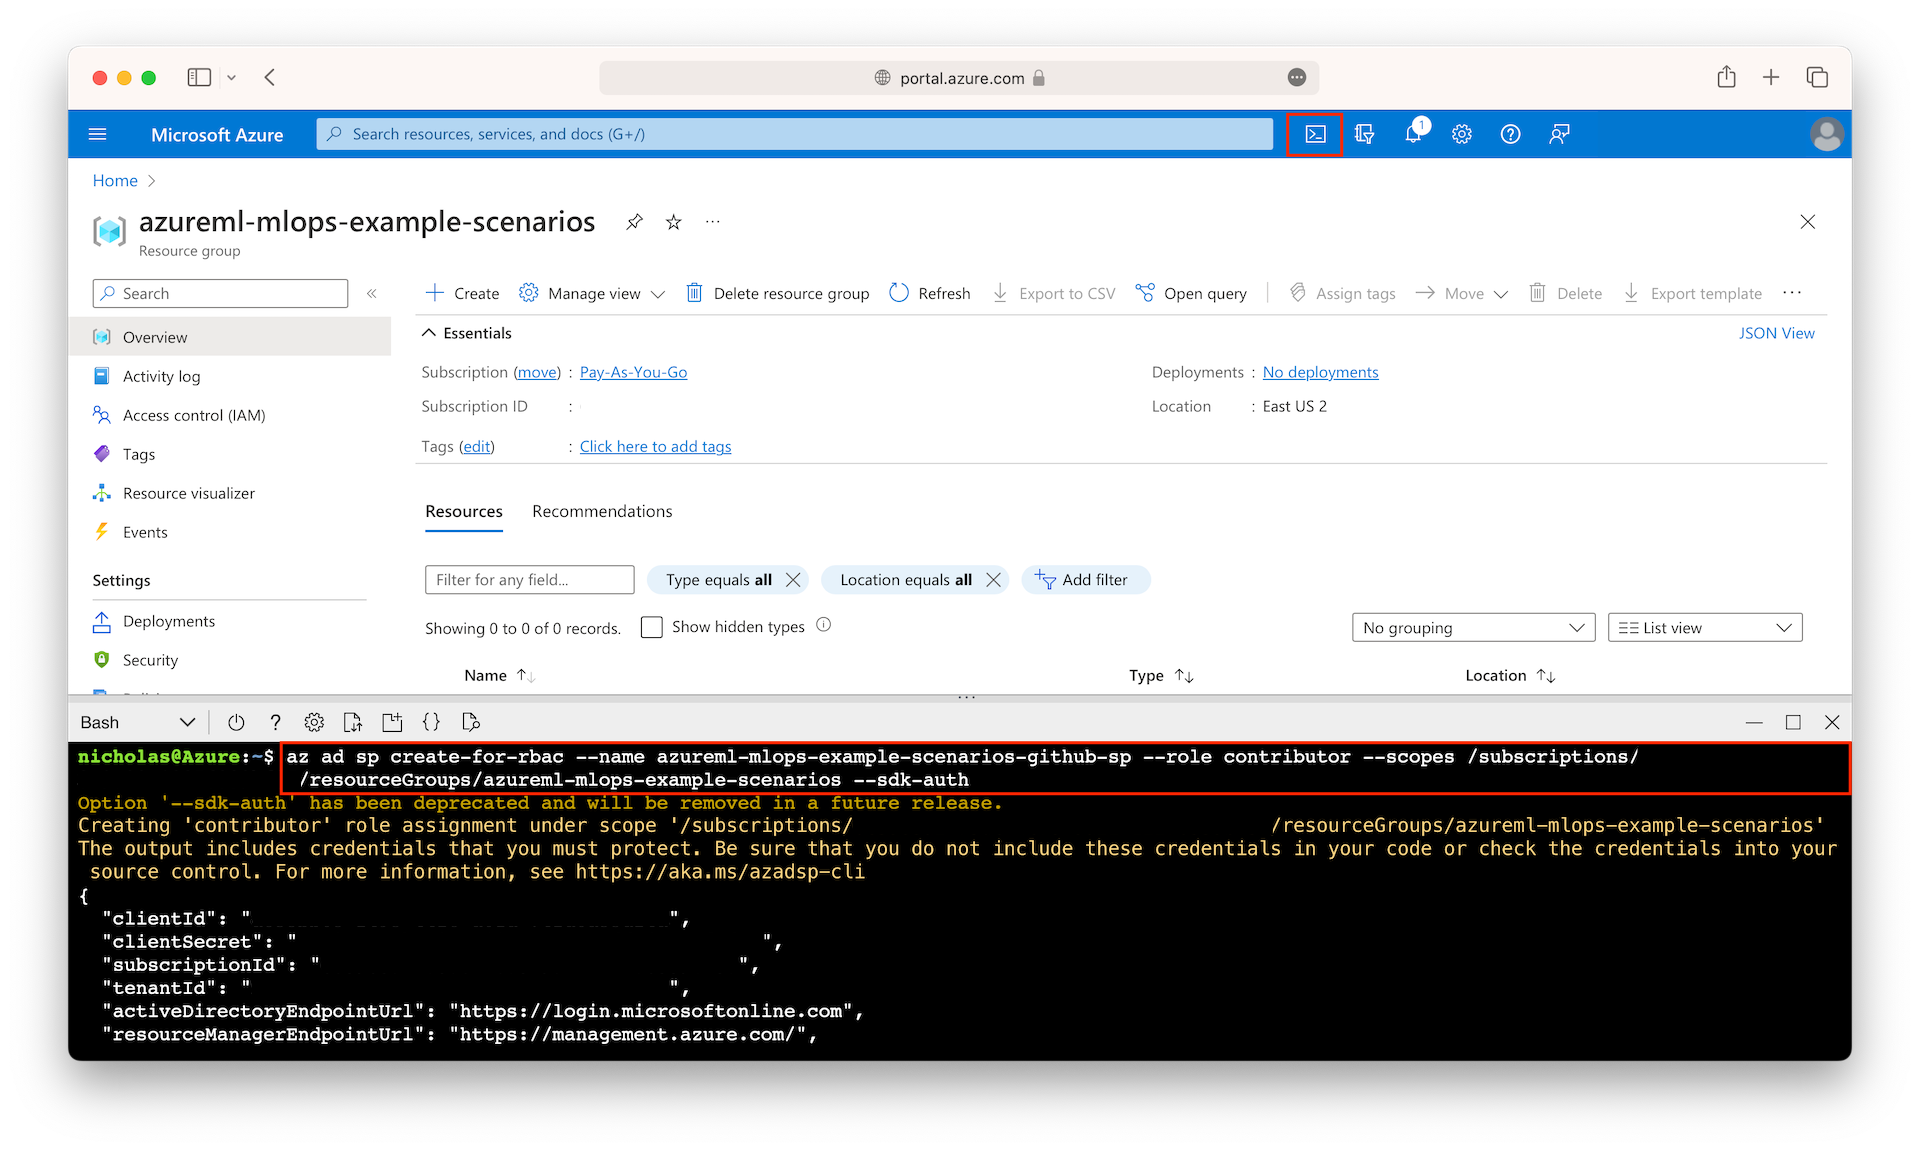 portal.azure.com
Microsoft Azure
Search resources, services, and docs (G+/)
1
Home
azureml-mlops-example-scenarios
Resource group
Search
Create
Manage view
Delete resource group
Refresh
Export to CSV
Open query
Assign tags
Move
Delete
Export template
Overview
Activity log
Access control (IAM)
Tags
Resource visualizer
Events
Settings
Deployments
Security
Essentials
JSON View
Subscription (move) : Pay-As-You-Go
Deployments : No deployments
Subscription ID :
Location : East US 2
Tags (edit) : Click here to add tags
Resources
Recommendations
Filter for any field...
Type equals all
Location equals all
Add filter
Showing 0 to 0 of 0 records.
Show hidden types
No grouping
List view
Name
Type
Location
Bash
nicholas@Azure:~$ az ad sp create-for-rbac --name azureml-mlops-example-scenarios-github-sp --role contributor --scopes /subscriptions/
/resourceGroups/azureml-mlops-example-scenarios --sdk-auth
Option '--sdk-auth' has been deprecated and will be removed in a future release.
Creating 'contributor' role assignment under scope '/subscriptions/ /resourceGroups/azureml-mlops-example-scenarios'
The output includes credentials that you must protect. Be sure that you do not include these credentials in your code or check the credentials into your
source control. For more information, see https://aka.ms/azadsp-cli
{
"clientId": "",
"clientSecret": "",
"subscriptionId": "",
"tenantId": "",
"activeDirectoryEndpointUrl": "https://login.microsoftonline.com",
"resourceManagerEndpointUrl": "https://management.azure.com/",